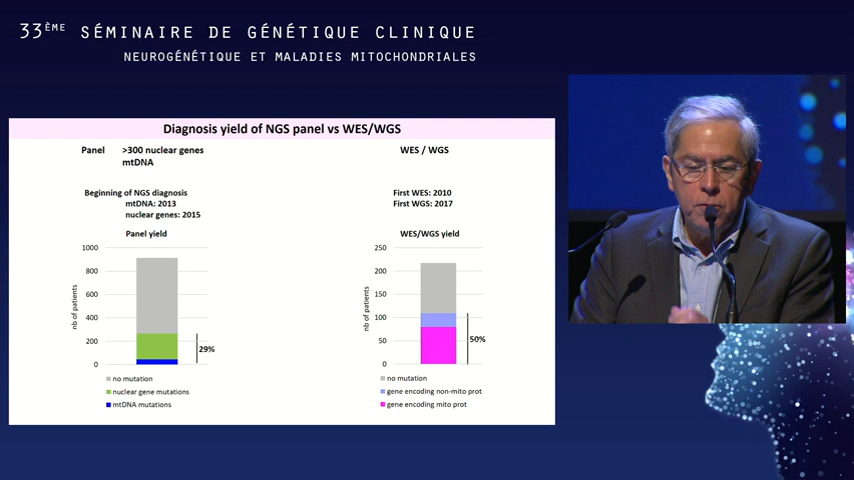 33ÈME SÉMINAIRE DE GÉNÉTIQUE CLINIQUE
NEUROGÉNÉTIQUE ET MALADIES MITOCHONDRIALES
Diagnosis yield of NGS panel vs WES/WGS
Panel >300 nuclear genes
mtDNA
Beginning of NGS diagnosis
mtDNA: 2013
nuclear genes: 2015
Panel yield
1000
800
600
400
200
0
nb of patients
29%
no mutation
nuclear gene mutations
mtDNA mutations
WES / WGS
First WES: 2010
First WGS: 2017
WES/WGS yield
250
200
150
100
50
0
nb of patients
50%
no mutation
gene encoding non-mito prot
gene encoding mito prot